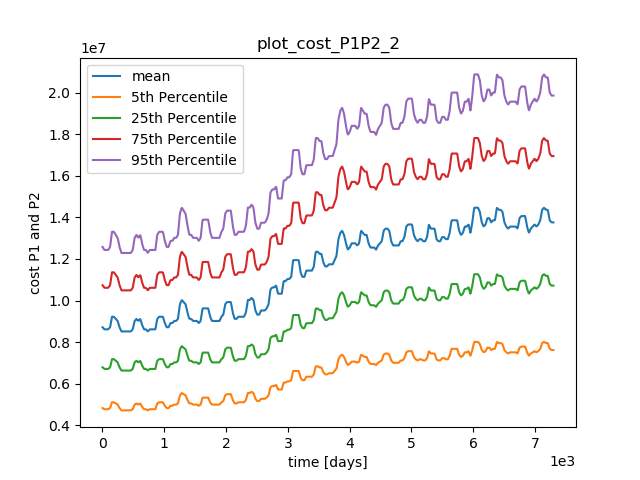 plot_cost_P1P2_2
1e7
mean
5th Percentile
25th Percentile
75th Percentile
95th Percentile
2.0
1.8
1.6
1.4
1.2
1.0
0.8
0.6
0.4
cost P1 and P2
0 1 2 3 4 5 6 7
time [days]
1e3